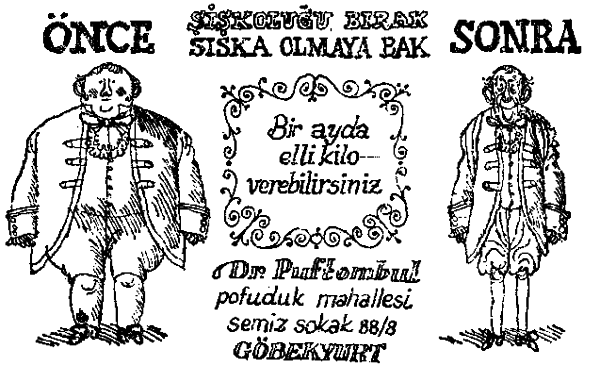 ÖNCE
ŞİŞKOLUĞU BIRAK
ŞIŞKA OLMAYA BAK
SONRA
Bir ayda
elli kilo
verebilirsiniz
Dr Puftombul
pofuduk mahallesi
semiz sokak 88/8
GÖBEKYURT